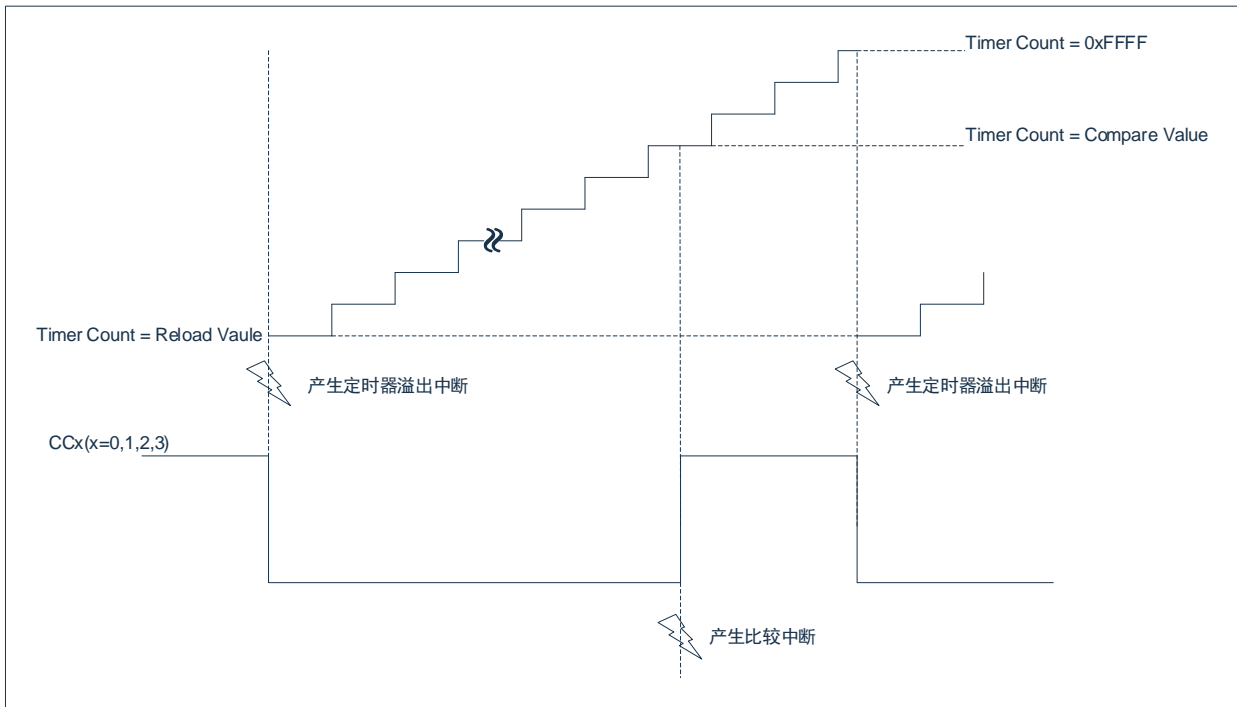 Timer Count = 0xFFFF
Timer Count = Compare Value
Timer Count = Reload Vaule
产生定时器溢出中断
产生定时器溢出中断
CCx(x=0,1,2,3)
产生比较中断